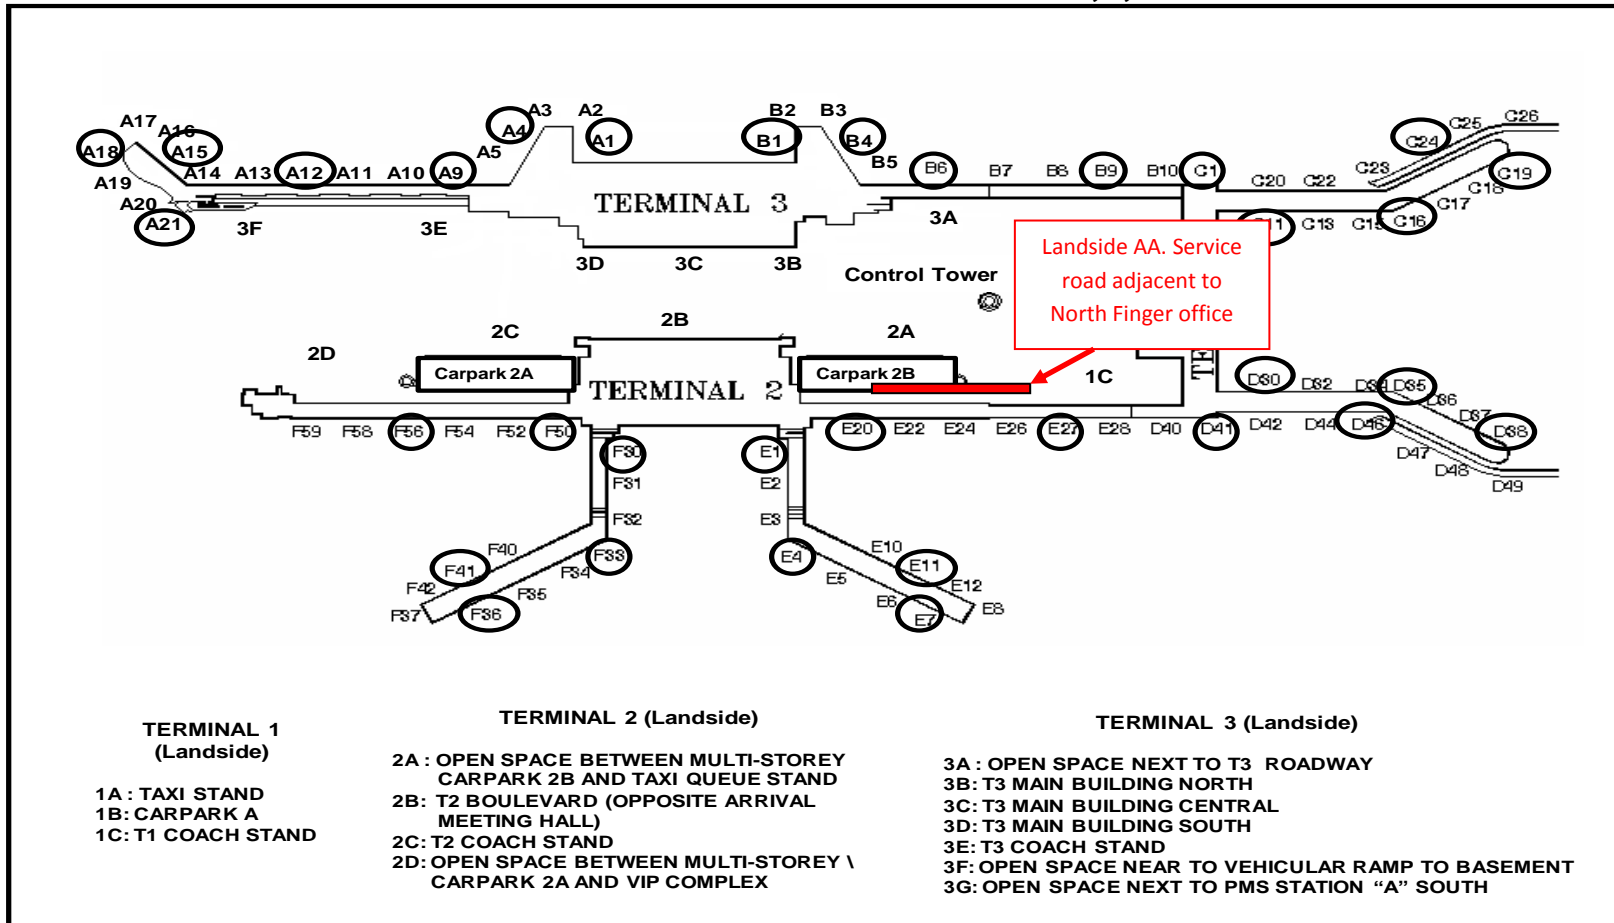 A17
A16
A18
A15
A14
A13
A12
A11
A10
A9
A19
A20
A21
A5
A4
A3
A2
A1
B1
B2
B3
B4
B5
B6
B7
B8
B9
B10
C1
C20
C22
C23
C24
C25
C26
C19
C18
C17
C16
C15
C13
TERMINAL 3
3F
3E
3A
3D
3C
3B
Control Tower
Landside AA. Service
road adjacent to
North Finger office
2D
2C
2B
2A
Carpark 2A
TERMINAL 2
Carpark 2B
1C
TE
D30
D32
D34
D35
D36
D37
D38
F59
F58
F56
F54
F52
F50
E20
E22
E24
E26
E27
E28
D40
D41
D42
D44
D46
D47
D48
D49
F30
F31
F32
F33
F34
F35
F36
F37
F40
F41
F42
E1
E2
E3
E4
E5
E6
E7
E8
E10
E11
E12
TERMINAL 1
(Landside)
1A : TAXI STAND
1B: CARPARK A
1C: T1 COACH STAND
TERMINAL 2 (Landside)
2A : OPEN SPACE BETWEEN MULTI-STOREY
CARPARK 2B AND TAXI QUEUE STAND
2B: T2 BOULEVARD (OPPOSITE ARRIVAL
MEETING HALL)
2C: T2 COACH STAND
2D: OPEN SPACE BETWEEN MULTI-STOREY \
CARPARK 2A AND VIP COMPLEX
TERMINAL 3 (Landside)
3A : OPEN SPACE NEXT TO T3 ROADWAY
3B: T3 MAIN BUILDING NORTH
3C: T3 MAIN BUILDING CENTRAL
3D: T3 MAIN BUILDING SOUTH
3E: T3 COACH STAND
3F: OPEN SPACE NEAR TO VEHICULAR RAMP TO BASEMENT
3G: OPEN SPACE NEXT TO PMS STATION “A” SOUTH